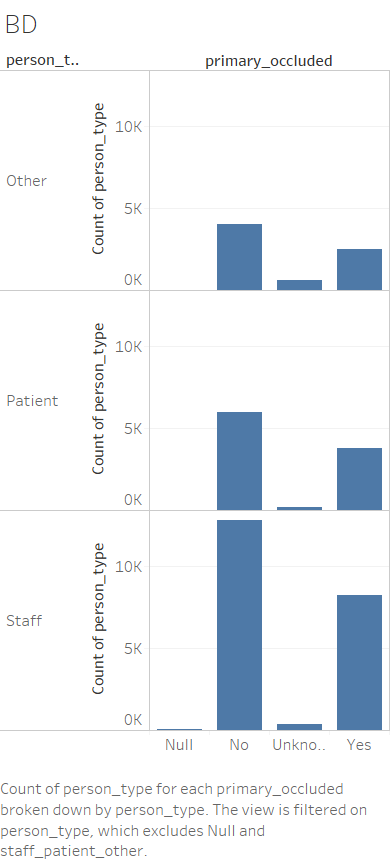 BD
person_t.. primary_occluded
Other
Count of person_type
10K
5K
0K
Patient
Count of person_type
10K
5K
0K
Staff
Count of person_type
10K
5K
0K
Null No Unkno.. Yes
Count of person_type for each primary_occluded
broken down by person_type. The view is filtered on
person_type, which excludes Null and
staff_patient_other.